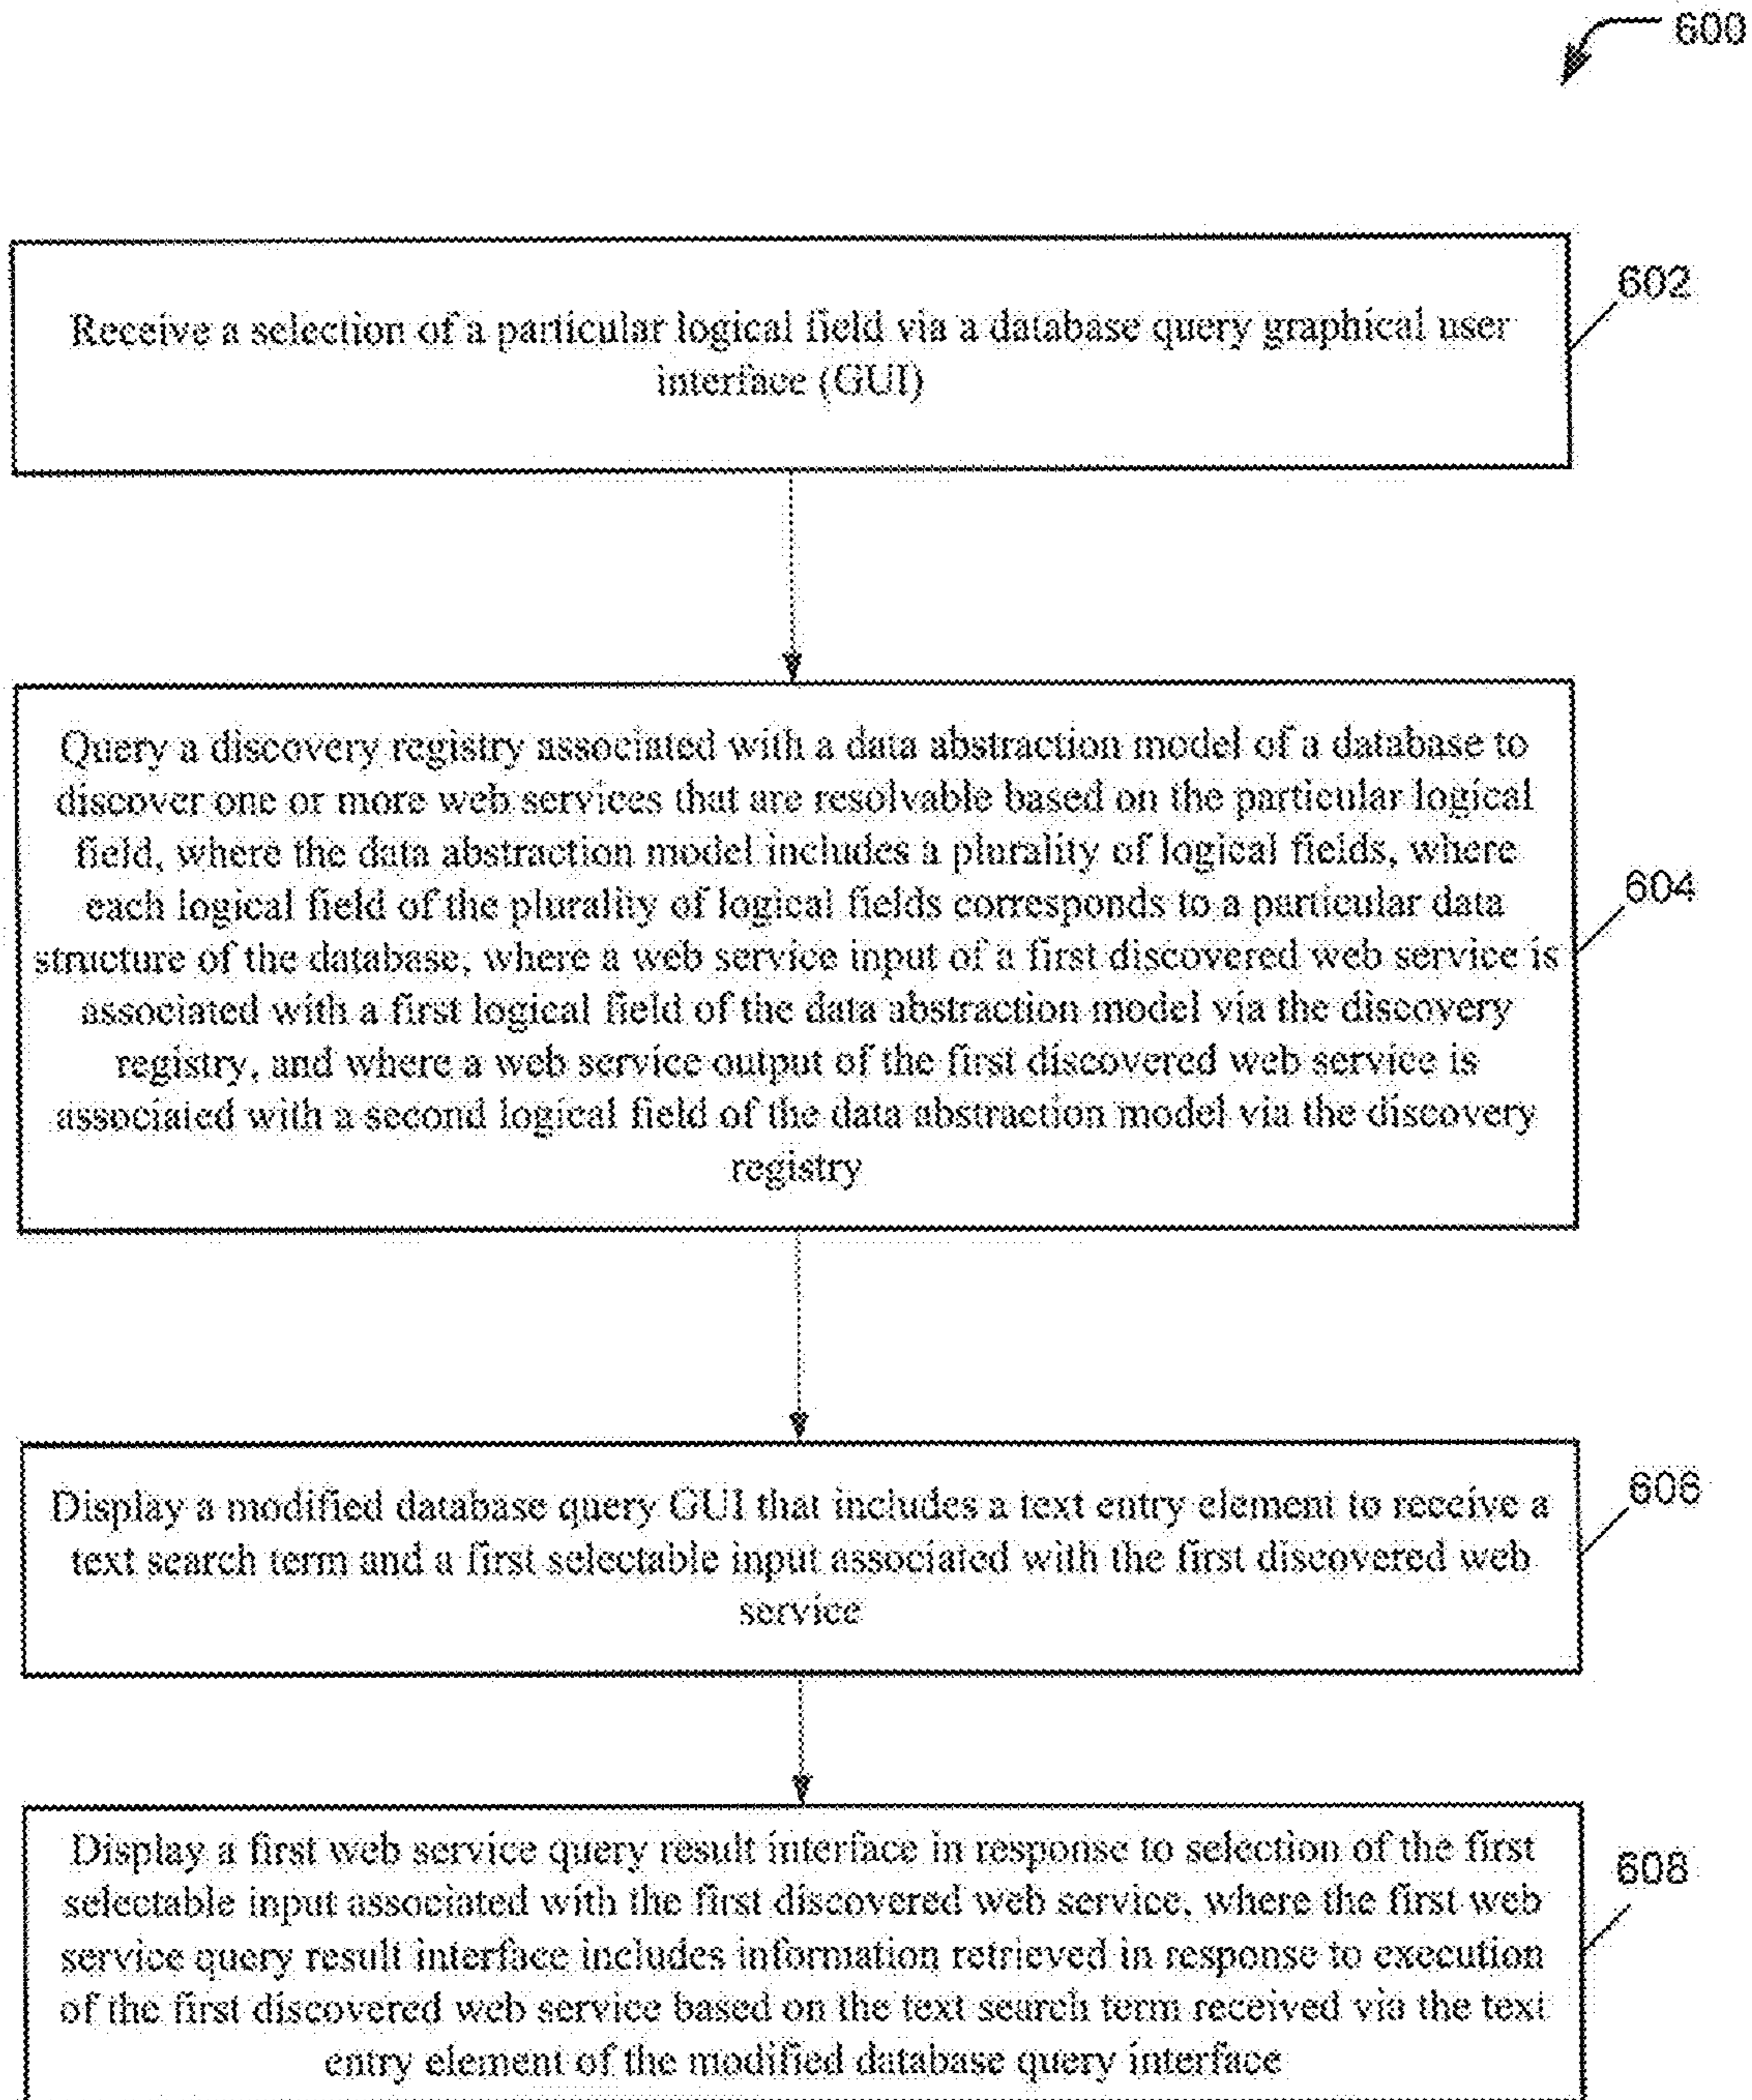 600
602
Receive a selection of a particular logical field via a database query graphical user
interface (GUI)
604
Query a discovery registry associated with a data abstraction model of a database to
discover one or more web services that are resolvable based on the particular logical
field, where the data abstraction model includes a plurality of logical fields, where
each logical field of the plurality of logical fields corresponds to a particular data
structure of the database, where a web service input of a first discovered web service is
associated with a first logical field of the data abstraction model via the discovery
registry, and where a web service output of the first discovered web service is
associated with a second logical field of the data abstraction model via the discovery
registry
606
Display a modified database query GUI that includes a text entry element to receive a
text search term and a first selectable input associated with the first discovered web
service
608
Display a first web service query result interface in response to selection of the first
selectable input associated with the first discovered web service, where the first web
service query result interface includes information retrieved in response to execution
of the first discovered web service based on the text search term received via the text
entry element of the modified database query interface